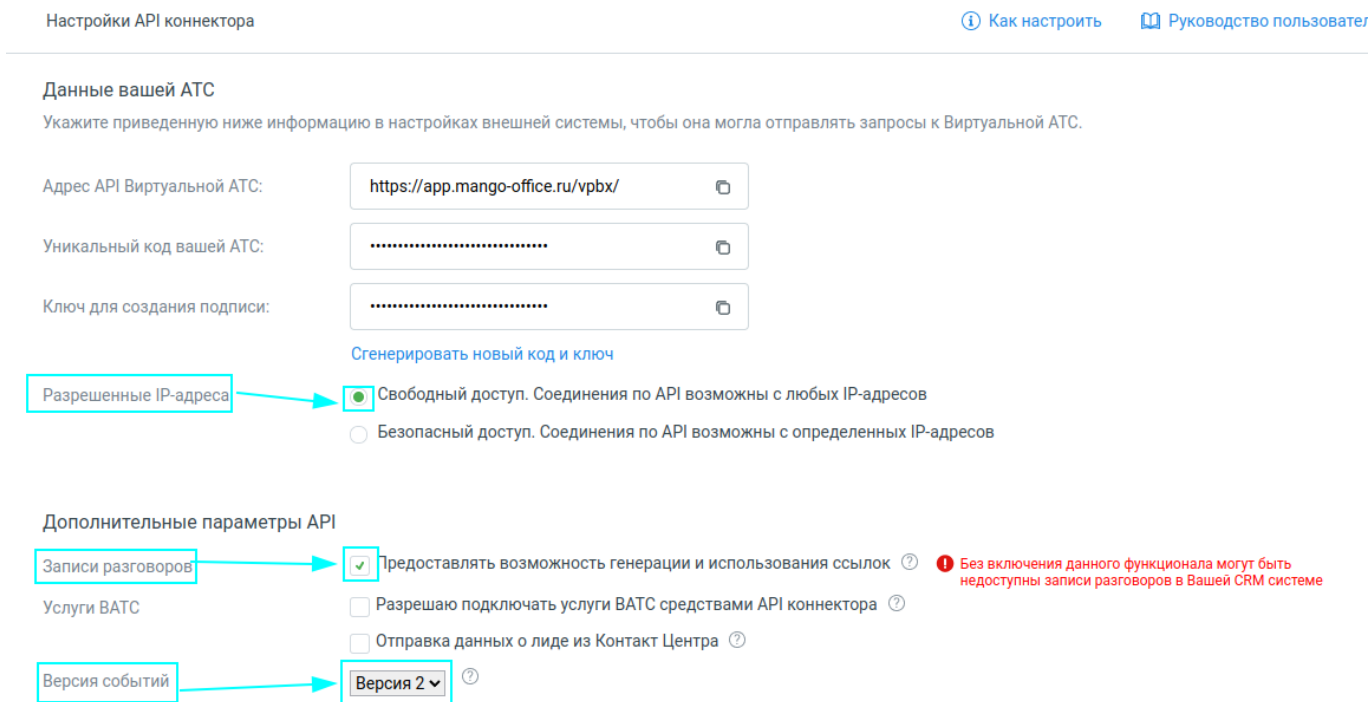 Настройки API коннектора
Как настроить
Руководство пользовател
Данные вашей АТС
Укажите приведенную ниже информацию в настройках внешней системы, чтобы она могла отправлять запросы к Виртуальной АТС.
Адрес API Виртуальной АТС:
https://app.mango-office.ru/vpbx/
Уникальный код вашей АТС:
••••••••••••••••••••••••••••••••
Ключ для создания подписи:
••••••••••••••••••••••••••••••••
Сгенерировать новый код и ключ
Разрешенные IP-адреса
Свободный доступ. Соединения по API возможны с любых IP-адресов
Безопасный доступ. Соединения по API возможны с определенных IP-адресов
Дополнительные параметры API
Записи разговоров
Предоставлять возможность генерации и использования ссылок
Без включения данного функционала могут быть
недоступны записи разговоров в Вашей CRM системе
Услуги ВАТС
Разрешаю подключать услуги ВАТС средствами API коннектора
Отправка данных о лиде из Контакт Центра
Версия событий
Версия 2